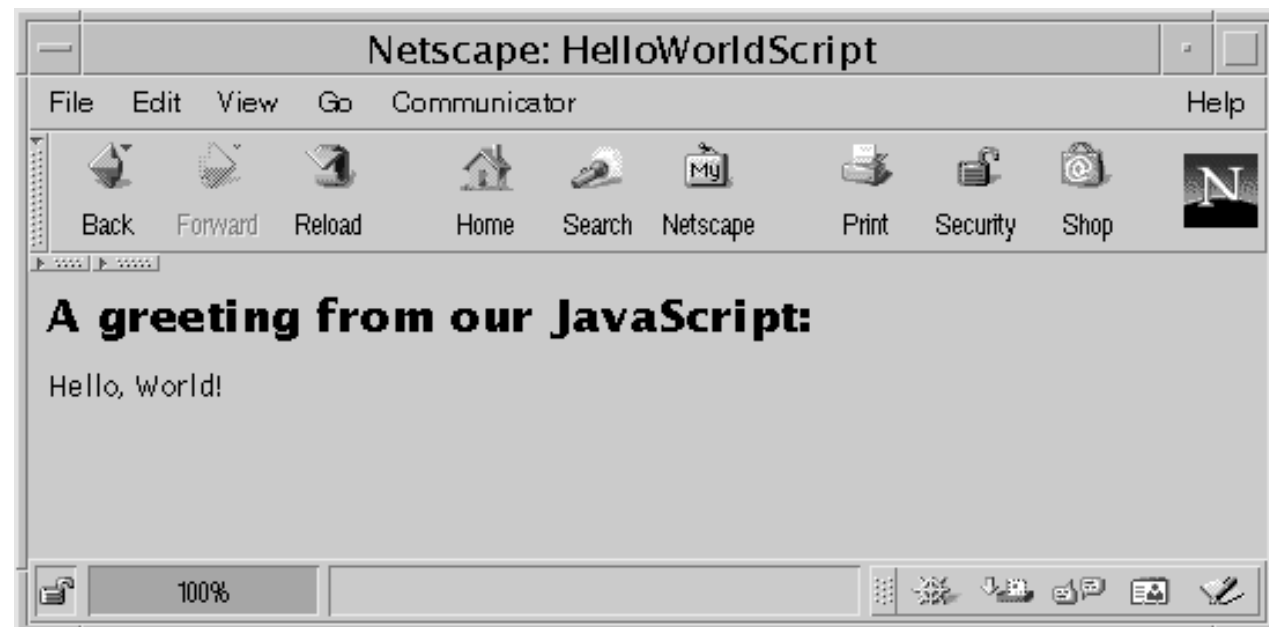 Netscape: HelloWorldScript
File Edit View Go Communicator Help
My
N
Back Forward Reload Home Search Netscape Print Security Shop
A greeting from our JavaScript:
Hello, World!
100%